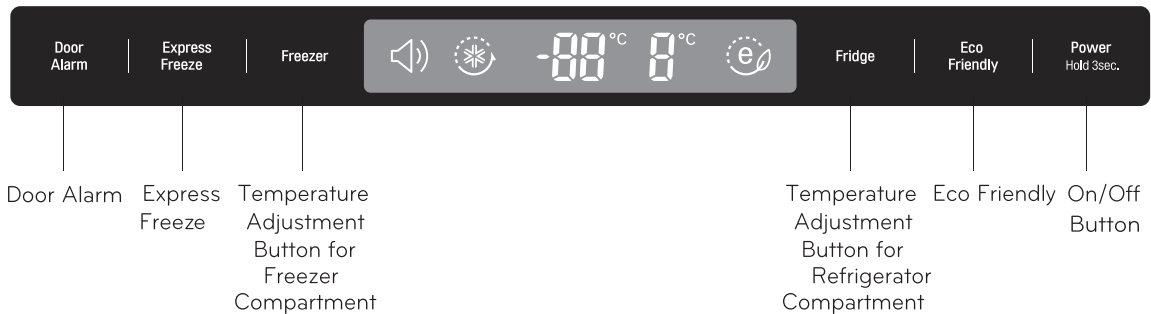 Door
Alarm
Express
Freeze
Freezer
-88°C 8°C
e
Fridge
Eco
Friendly
Power
Hold 3sec.
Door Alarm
Express
Freeze
Temperature
Adjustment
Button for
Freezer
Compartment
Temperature
Adjustment
Button for
Refrigerator
Compartment
Eco Friendly
On/Off
Button